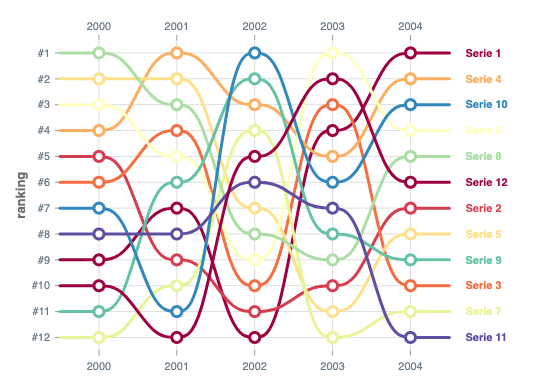 2000 2001 2002 2003 2004
#1 Serie 1
#2 Serie 4
#3 Serie 10
#4 Serie 6
#5 Serie 8
#6 Serie 12
#7 Serie 2
#8 Serie 5
#9 Serie 9
#10 Serie 3
#11 Serie 7
#12 Serie 11
ranking
2000 2001 2002 2003 2004